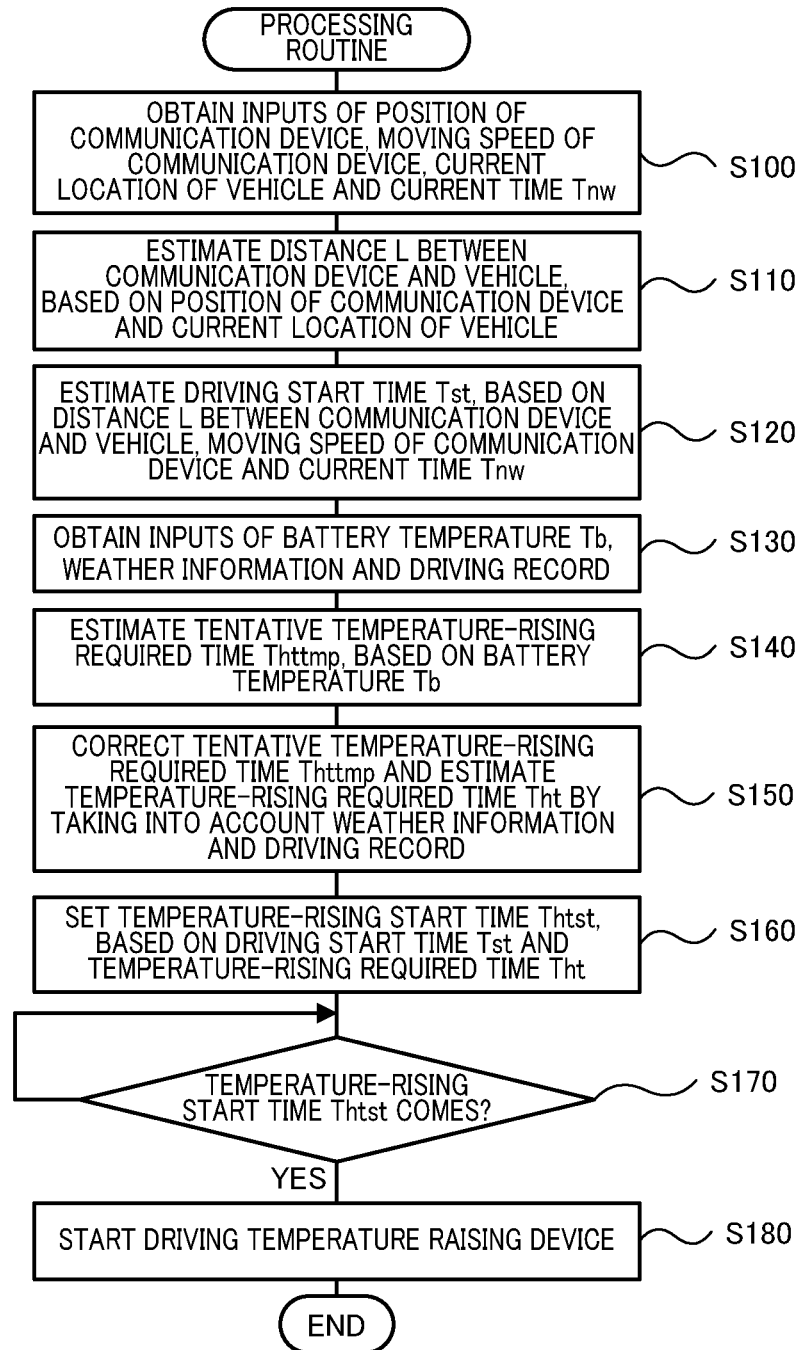 PROCESSING
ROUTINE
OBTAIN INPUTS OF POSITION OF
COMMUNICATION DEVICE, MOVING SPEED OF
COMMUNICATION DEVICE, CURRENT
LOCATION OF VEHICLE AND CURRENT TIME Tnw
S100
ESTIMATE DISTANCE L BETWEEN
COMMUNICATION DEVICE AND VEHICLE,
BASED ON POSITION OF COMMUNICATION DEVICE
AND CURRENT LOCATION OF VEHICLE
S110
ESTIMATE DRIVING START TIME Tst, BASED ON
DISTANCE L BETWEEN COMMUNICATION DEVICE
AND VEHICLE, MOVING SPEED OF COMMUNICATION
DEVICE AND CURRENT TIME Tnw
S120
OBTAIN INPUTS OF BATTERY TEMPERATURE Tb,
WEATHER INFORMATION AND DRIVING RECORD
S130
ESTIMATE TENTATIVE TEMPERATURE-RISING
REQUIRED TIME Thttmp, BASED ON BATTERY
TEMPERATURE Tb
S140
CORRECT TENTATIVE TEMPERATURE-RISING
REQUIRED TIME Thttmp AND ESTIMATE
TEMPERATURE-RISING REQUIRED TIME Tht BY
TAKING INTO ACCOUNT WEATHER INFORMATION
AND DRIVING RECORD
S150
SET TEMPERATURE-RISING START TIME Thtst,
BASED ON DRIVING START TIME Tst AND
TEMPERATURE-RISING REQUIRED TIME Tht
S160
TEMPERATURE-RISING
START TIME Thtst COMES?
S170
YES
START DRIVING TEMPERATURE RAISING DEVICE
S180
END